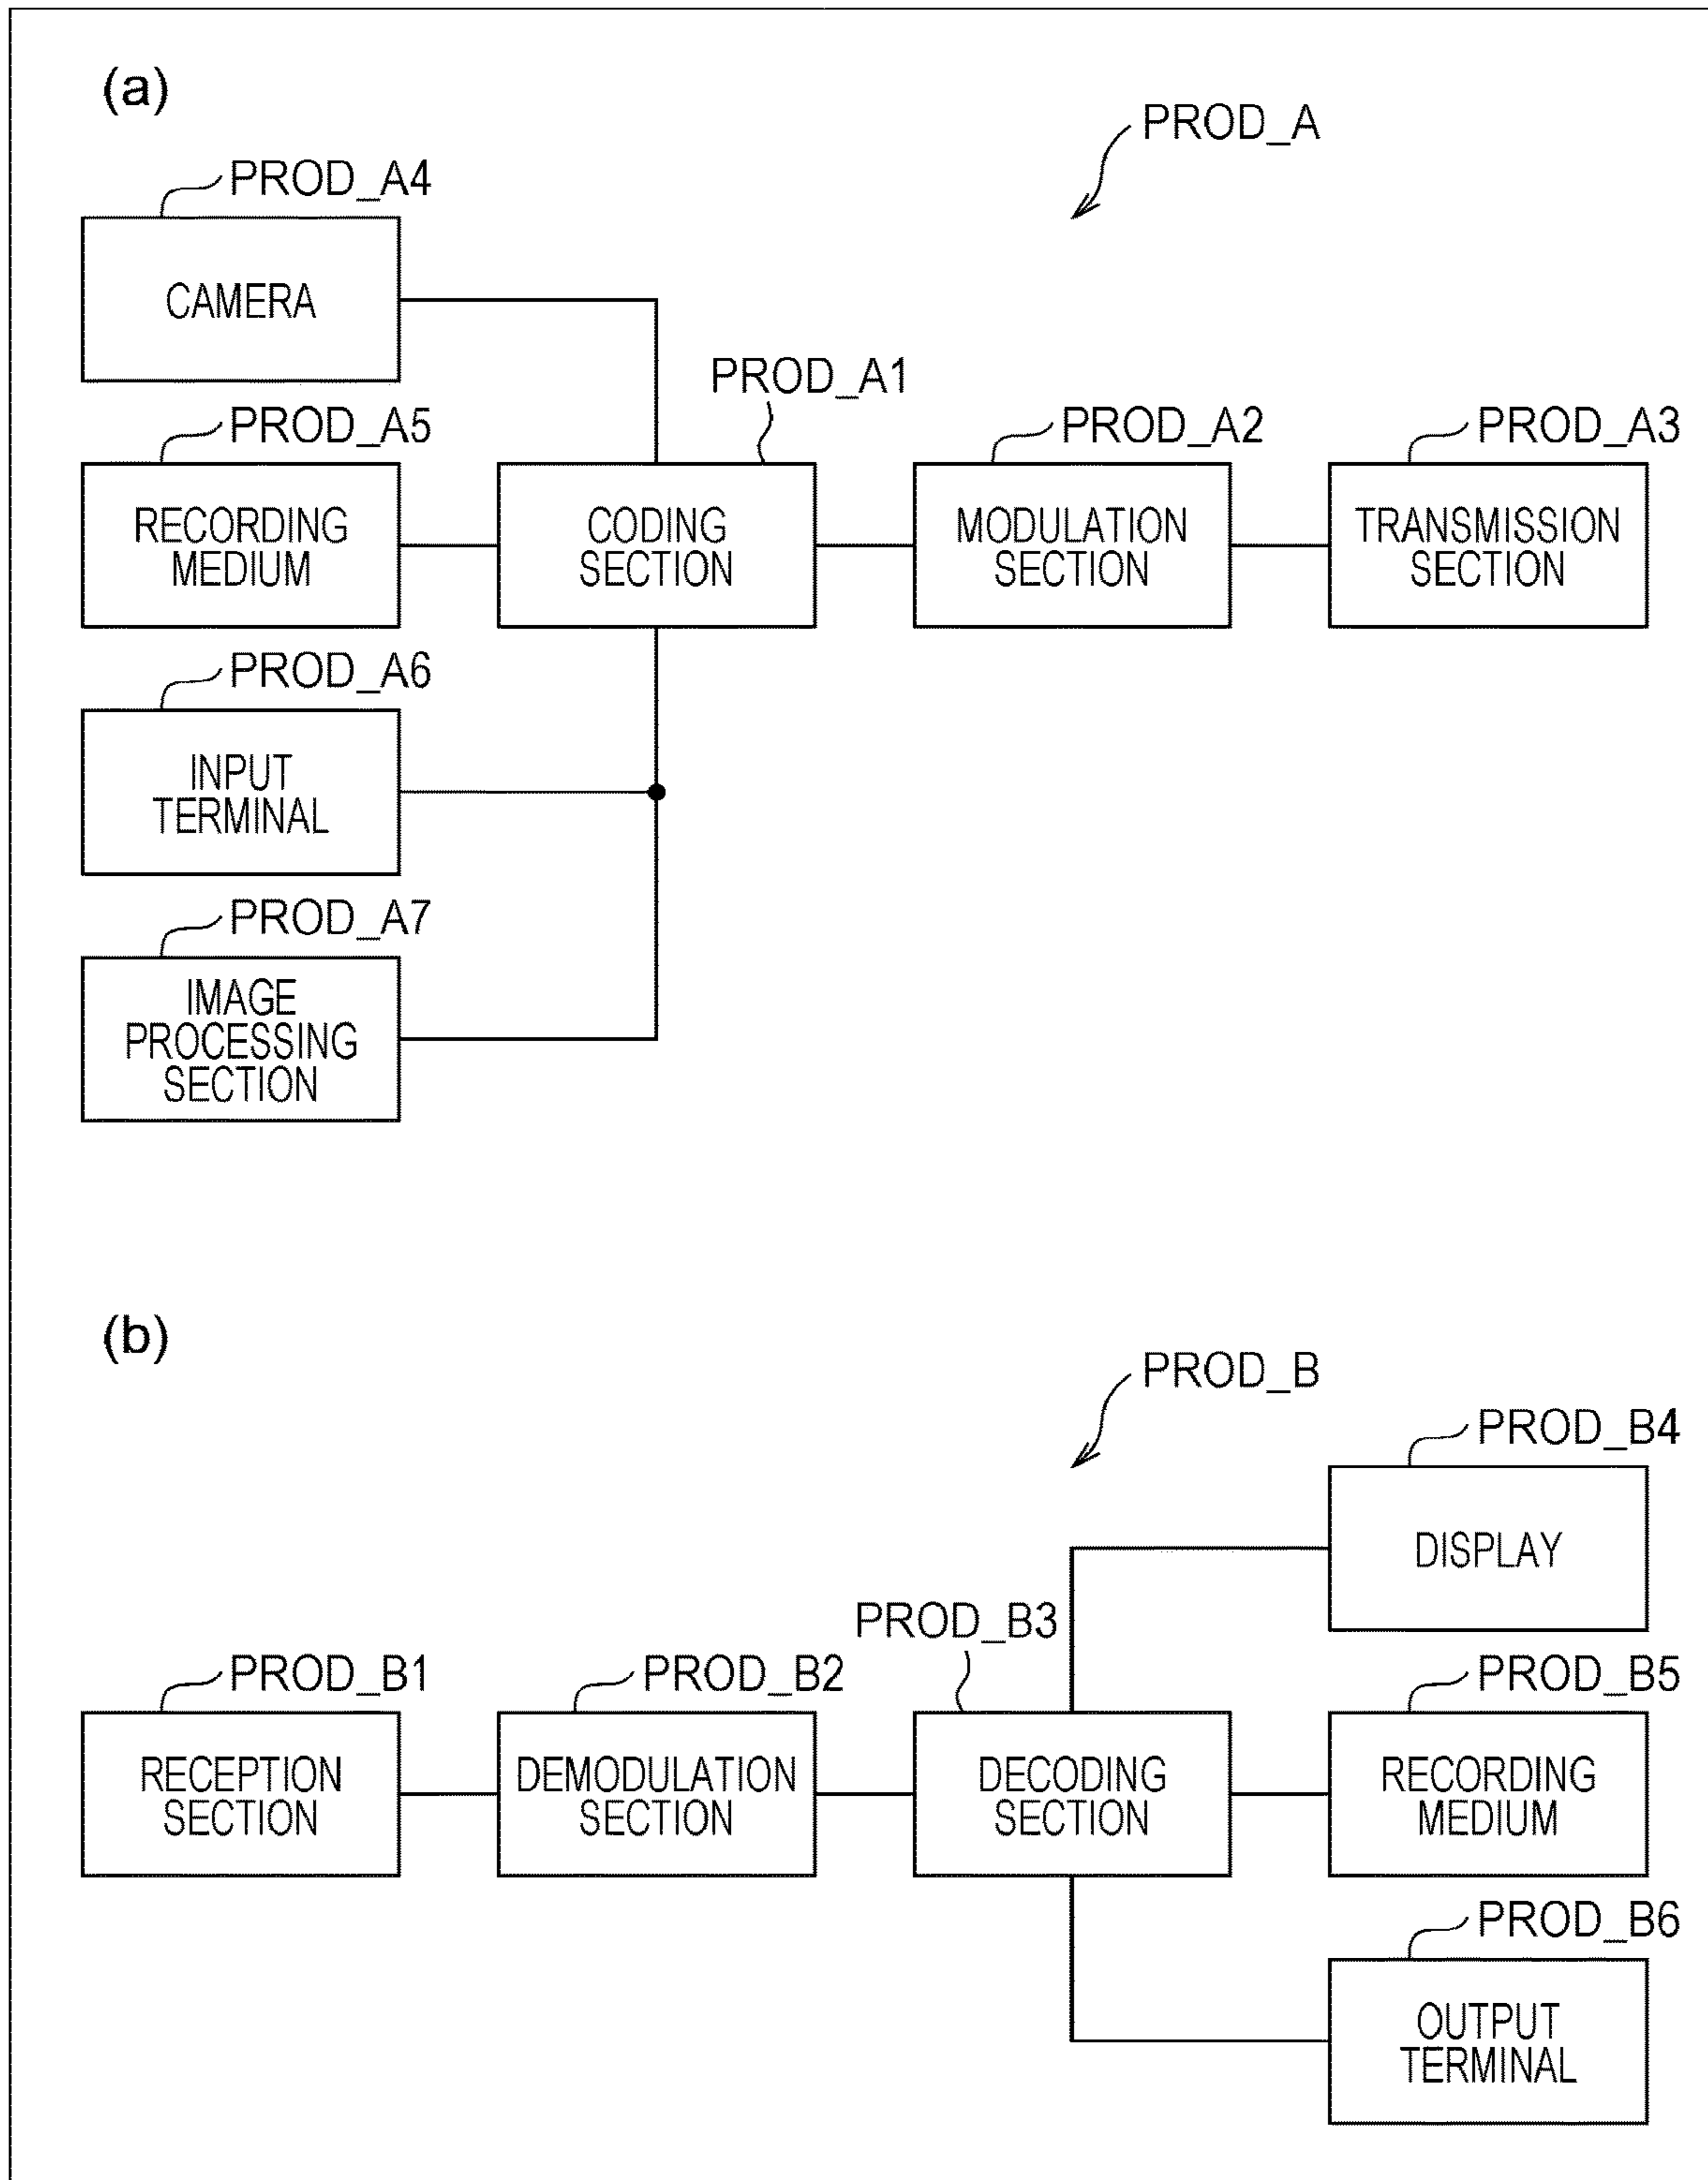 (a)
PROD_A
PROD_A4
CAMERA
PROD_A1
PROD_A5
RECORDING
MEDIUM
CODING
SECTION
PROD_A2
MODULATION
SECTION
PROD_A3
TRANSMISSION
SECTION
PROD_A6
INPUT
TERMINAL
PROD_A7
IMAGE
PROCESSING
SECTION
(b)
PROD_B
PROD_B4
DISPLAY
PROD_B3
PROD_B1
RECEPTION
SECTION
PROD_B2
DEMODULATION
SECTION
DECODING
SECTION
PROD_B5
RECORDING
MEDIUM
PROD_B6
OUTPUT
TERMINAL